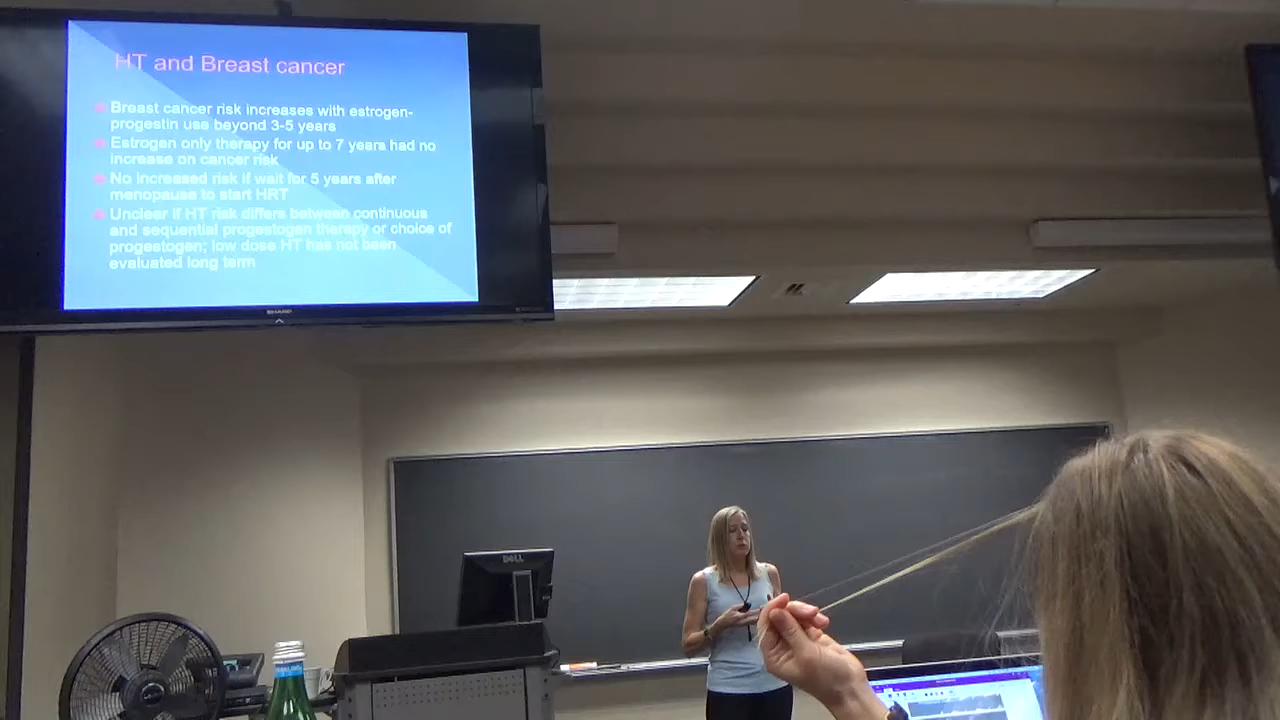 HT and Breast cancer
Breast cancer risk increases with estrogen-
progestin use beyond 3-5 years
Estrogen only therapy for up to 7 years had no
increase on cancer risk
No increased risk if wait for 5 years after
menopause to start HRT
Unclear if HT risk differs between continuous
and sequential progestogen therapy or choice of
progestogen; low dose HT has not been
evaluated long term
SHARP
DELL